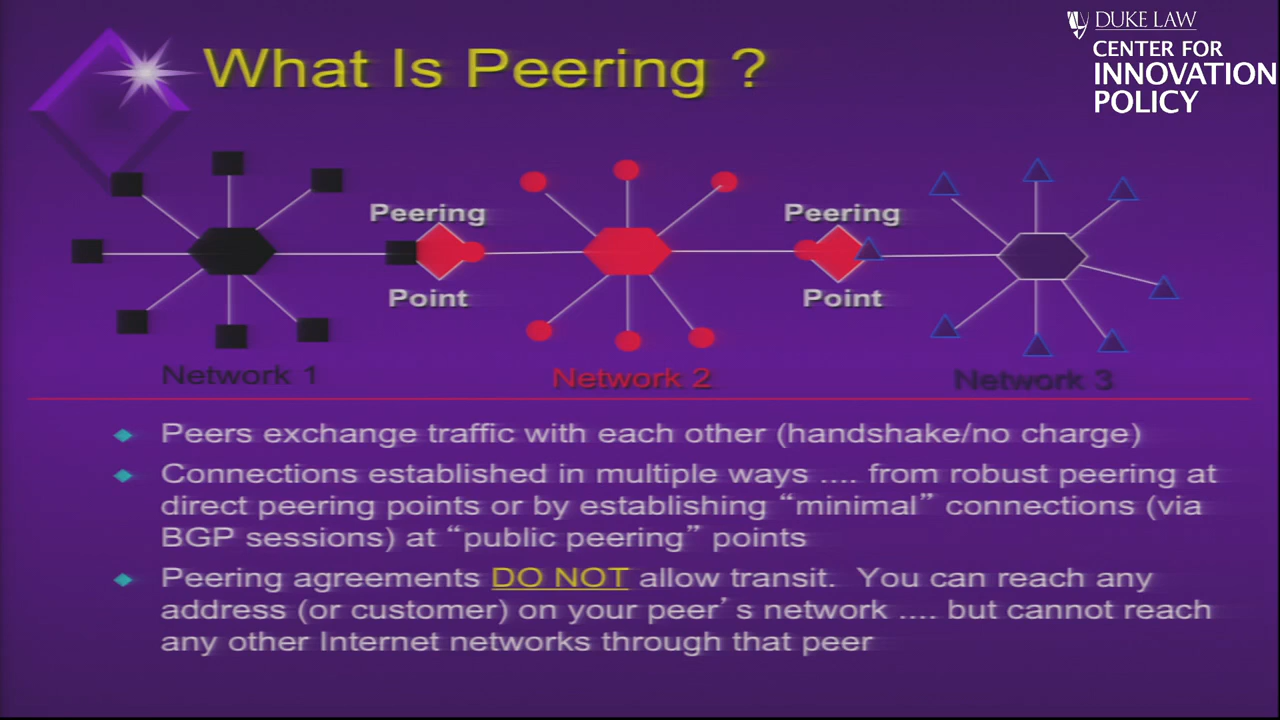 DUKE LAW
CENTER FOR
INNOVATION
POLICY
What Is Peering ?
Peering
Point
Peering
Point
Network 1
Network 2
Network 3
Peers exchange traffic with each other (handshake/no charge)
Connections established in multiple ways .... from robust peering at
direct peering points or by establishing “minimal” connections (via
BGP sessions) at “public peering” points
Peering agreements DO NOT allow transit. You can reach any
address (or customer) on your peer’s network .... but cannot reach
any other Internet networks through that peer